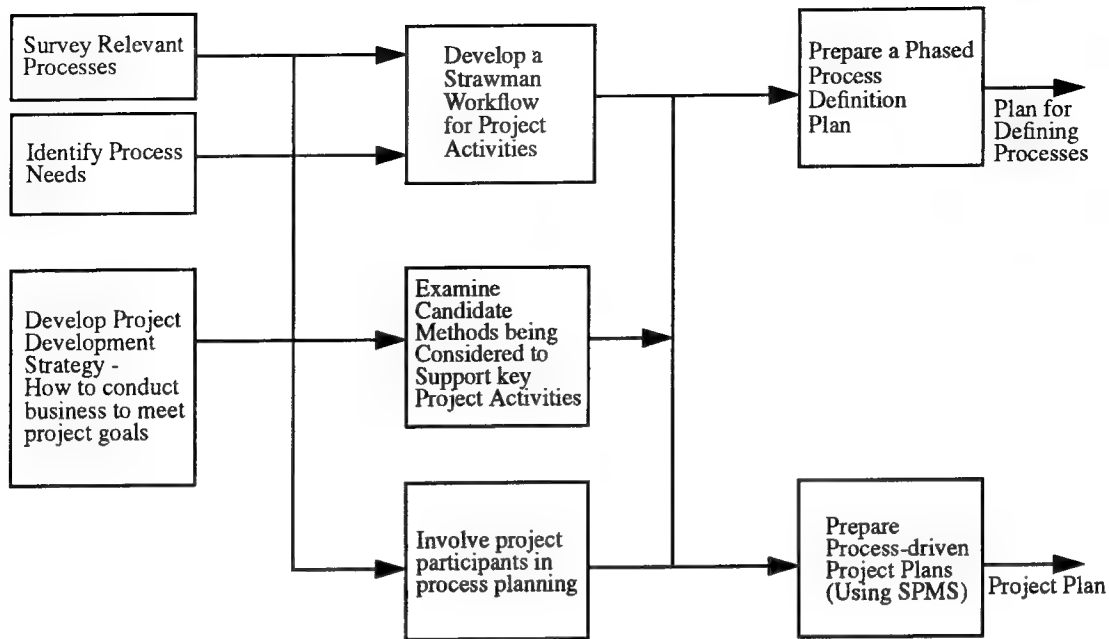 Survey Relevant
Processes
Identify Process
Needs
Develop Project
Development
Strategy -
How to conduct
business to meet
project goals
Develop a
Strawman
Workflow
for Project
Activities
Examine
Candidate
Methods being
Considered to
Support key
Project Activities
Involve project
participants in
process planning
Prepare a Phased
Process
Definition
Plan
Plan for
Defining
Processes
Prepare
Process-driven
Project Plans
(Using SPMS)
Project Plan